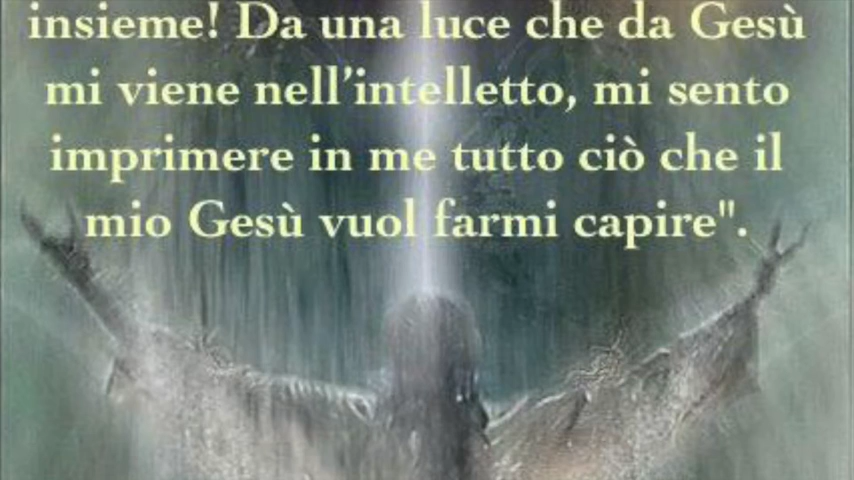 insieme! Da una luce che da Gesù
mi viene nell’intelletto, mi sento
imprimere in me tutto ciò che il
mio Gesù vuol farmi capire".